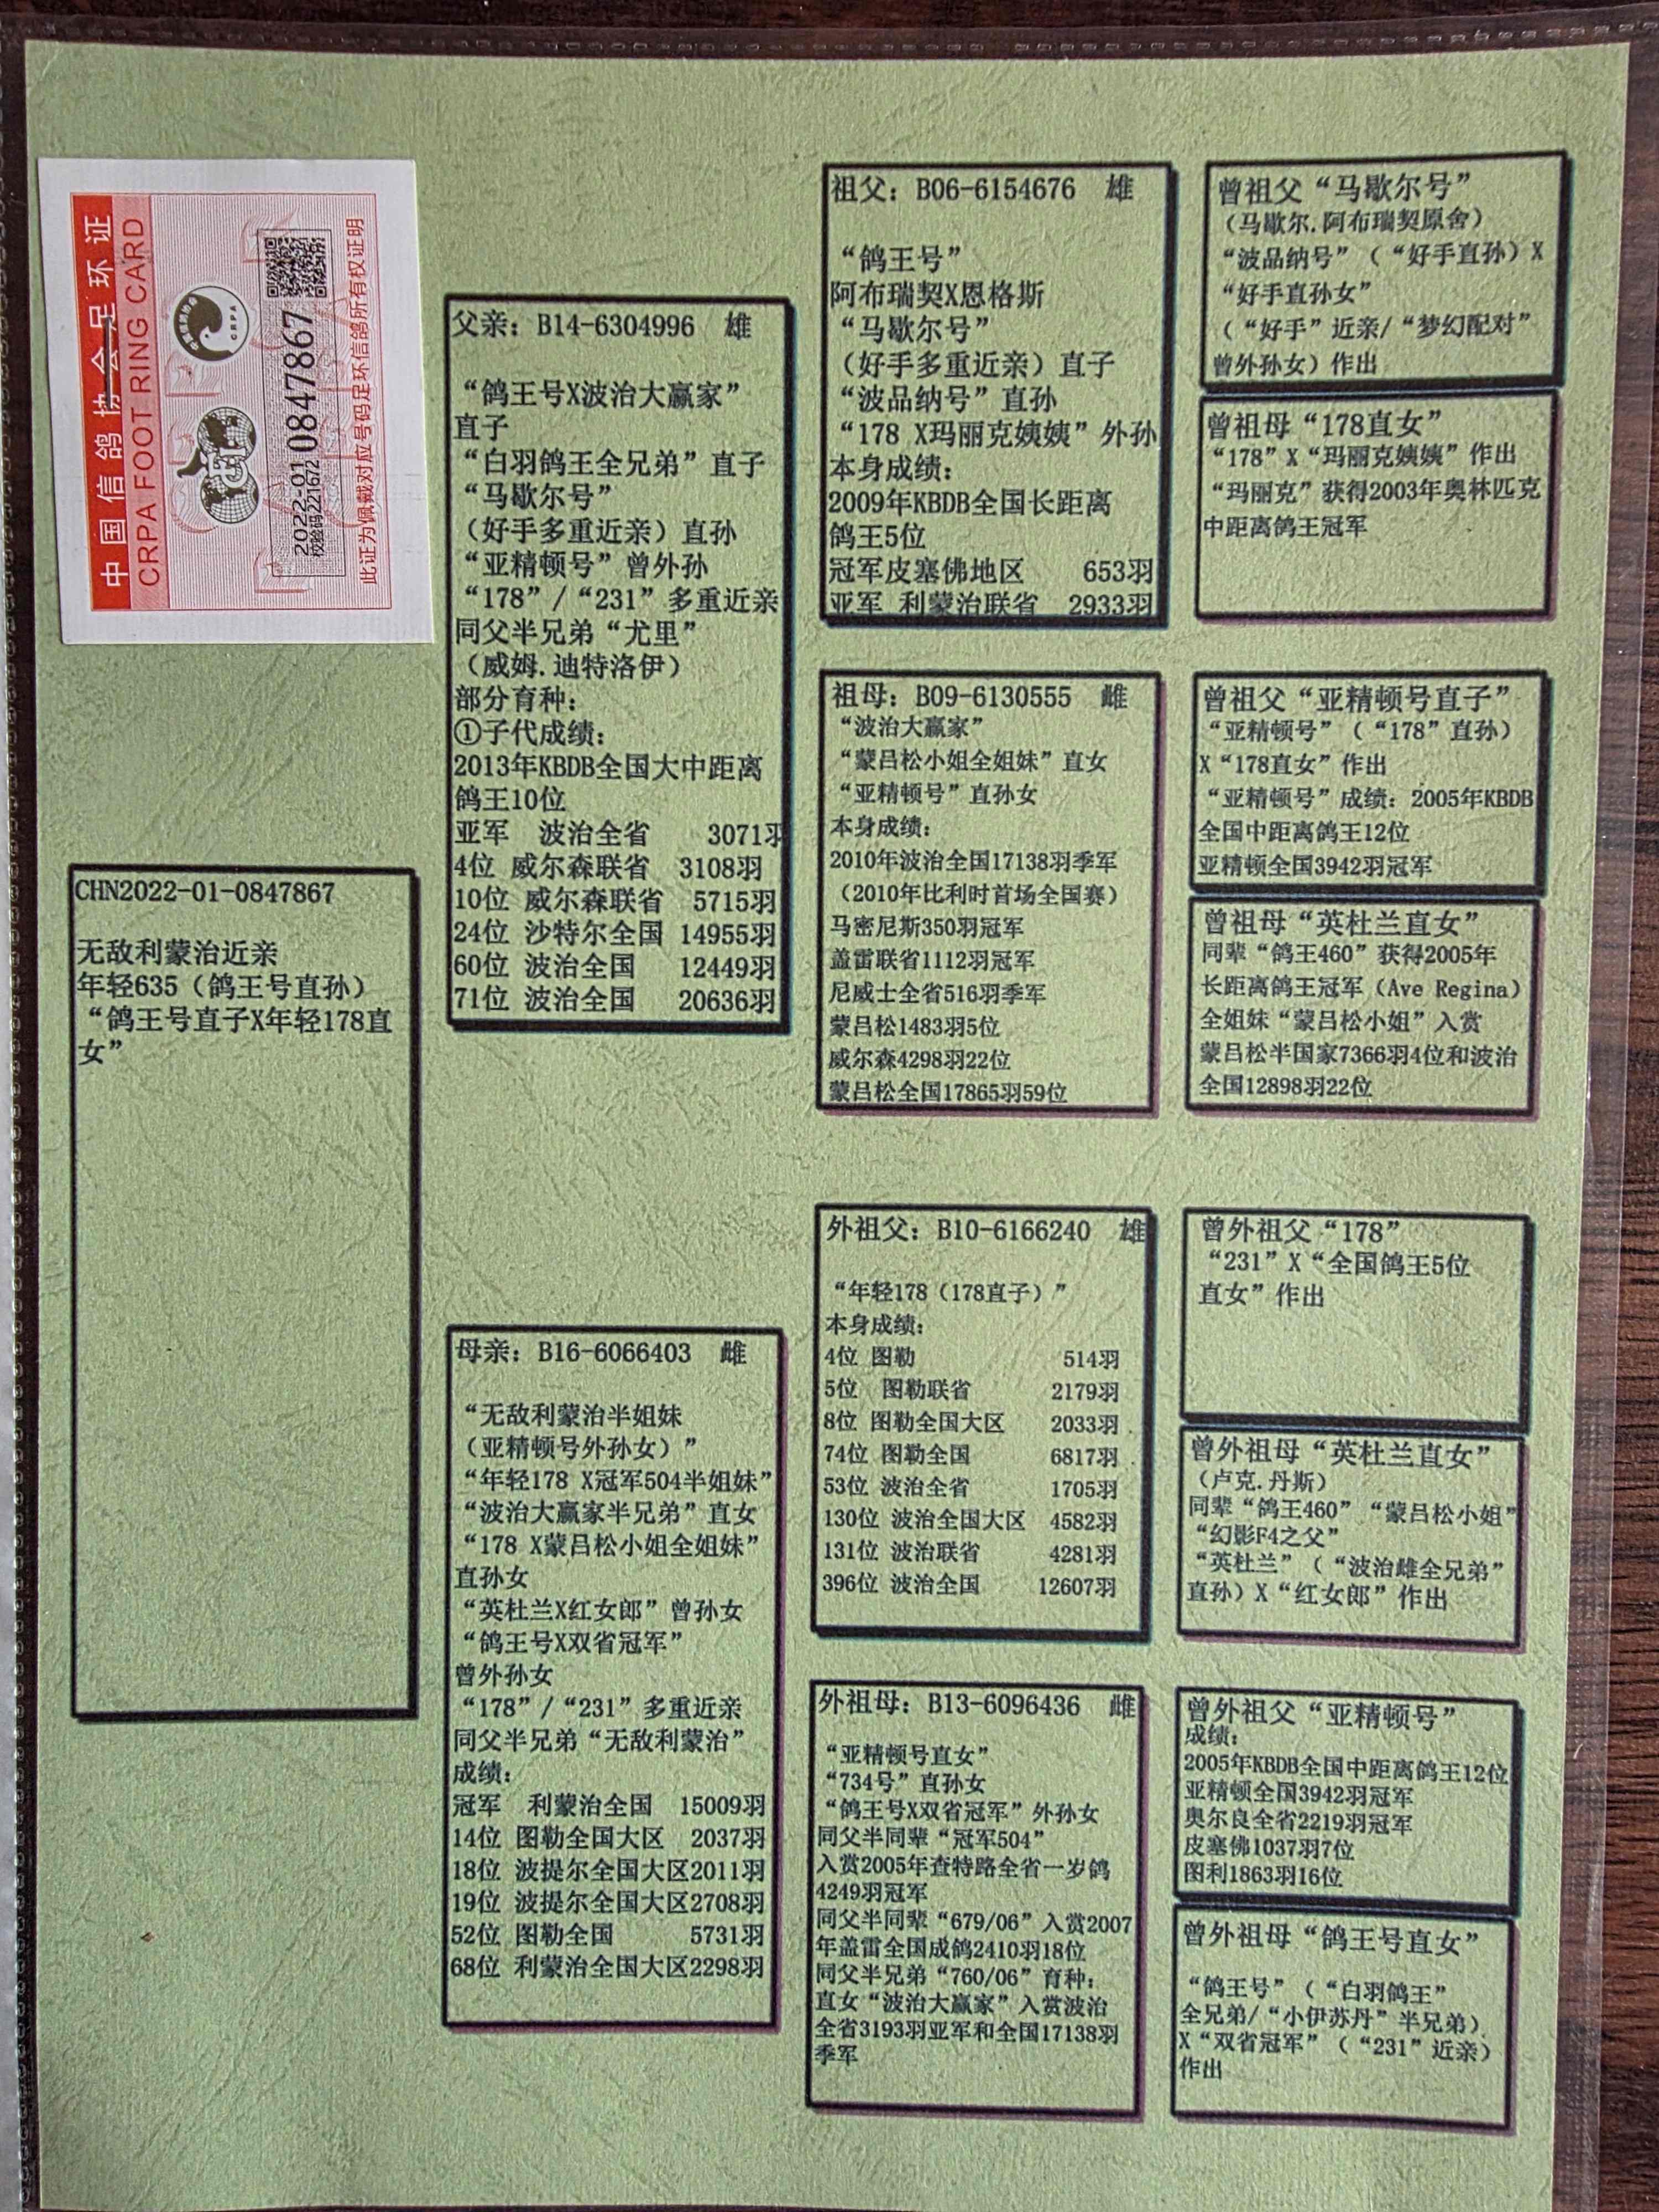 中国信鸽协会足环证
CRPA FOOT RING CARD
CRPA
2022-01 0847867
校验码221672
此证为佩戴对应号码足环信鸽所有权证明
CHN2022-01-0847867
无敌利蒙治近亲
年轻635（鸽王号直孙）
“鸽王号直子X年轻178直
女”
父亲：B14-6304996 雄
“鸽王号X波治大赢家”
直子
“白羽鸽王全兄弟”直子
“马歇尔号”
（好手多重近亲）直孙
“亚精顿号”曾外孙
“178”/“231”多重近亲
同父半兄弟“尤里”
（威姆.迪特洛伊）
部分育种：
①子代成绩：
2013年KBDB全国大中距离
鸽王10位
亚军 波治全省 3071羽
4位 威尔森联省 3108羽
10位 威尔森联省 5715羽
24位 沙特尔全国 14955羽
60位 波治全国 12449羽
71位 波治全国 20636羽
母亲：B16-6066403 雌
“无敌利蒙治半姐妹
（亚精顿号外孙女）”
“年轻178 X冠军504半姐妹”
“波治大赢家半兄弟”直女
“178 X蒙吕松小姐全姐妹”
直孙女
“英杜兰X红女郎”曾孙女
“鸽王号X双省冠军”
曾外孙女
“178”/“231”多重近亲
同父半兄弟“无敌利蒙治”
成绩：
冠军 利蒙治全国 15009羽
14位 图勒全国大区 2037羽
18位 波提尔全国大区2011羽
19位 波提尔全国大区2708羽
52位 图勒全国 5731羽
68位 利蒙治全国大区2298羽
祖父：B06-6154676 雄
“鸽王号”
阿布瑞契X恩格斯
“马歇尔号”
（好手多重近亲）直子
“波品纳号”直孙
“178 X玛丽克姨姨”外孙
本身成绩：
2009年KBDB全国长距离
鸽王5位
冠军皮塞佛地区 653羽
亚军 利蒙治联省 2933羽
祖母：B09-6130555 雌
“波治大赢家”
“蒙吕松小姐全姐妹”直女
“亚精顿号”直孙女
本身成绩：
2010年波治全国17138羽季军
（2010年比利时首场全国赛）
马密尼斯350羽冠军
盖雷联省1112羽冠军
尼威士全省516羽季军
蒙吕松1483羽5位
威尔森4298羽22位
蒙吕松全国17865羽59位
外祖父：B10-6166240 雄
“年轻178（178直子）”
本身成绩：
4位 图勒 514羽
5位 图勒联省 2179羽
8位 图勒全国大区 2033羽
74位 图勒全国 6817羽
53位 波治全省 1705羽
130位 波治全国大区 4582羽
131位 波治联省 4281羽
396位 波治全国 12607羽
外祖母：B13-6096436 雌
“亚精顿号直女”
“734号”直孙女
“鸽王号X双省冠军”外孙女
同父半同辈“冠军504”
入赏2005年查特路全省一岁鸽
4249羽冠军
同父半同辈“679/06”入赏2007
年盖雷全国成鸽2410羽18位
同父半兄弟“760/06”育种：
直女“波治大赢家”入赏波治
全省3193羽亚军和全国17138羽
季军
曾祖父“马歇尔号”
（马歇尔.阿布瑞契原舍）
“波品纳号”（“好手直孙）X
“好手直孙女”
（“好手”近亲/“梦幻配对”
曾外孙女）作出
曾祖母“178直女”
“178”X“玛丽克姨姨”作出
“玛丽克”获得2003年奥林匹克
中距离鸽王冠军
曾祖父“亚精顿号直子”
“亚精顿号”（“178”直孙）
X“178直女”作出
“亚精顿号”成绩：2005年KBDB
全国中距离鸽王12位
亚精顿全国3942羽冠军
曾祖母“英杜兰直女”
同辈“鸽王460”获得2005年
长距离鸽王冠军（Ave Regina）
全姐妹“蒙吕松小姐”入赏
蒙吕松半国家7366羽4位和波治
全国12898羽22位
曾外祖父“178”
“231”X“全国鸽王5位
直女”作出
曾外祖母“英杜兰直女”
（卢克.丹斯）
同辈“鸽王460”“蒙吕松小姐”
“幻影F4之父”
“英杜兰”（“波治雌全兄弟”
直孙）X“红女郎”作出
曾外祖父“亚精顿号”
成绩：
2005年KBDB全国中距离鸽王12位
亚精顿全国3942羽冠军
奥尔良全省2219羽冠军
皮塞佛1037羽7位
图利1863羽16位
曾外祖母“鸽王号直女”
“鸽王号”（“白羽鸽王”
全兄弟/“小伊苏丹”半兄弟）
X“双省冠军”（“231”近亲）
作出